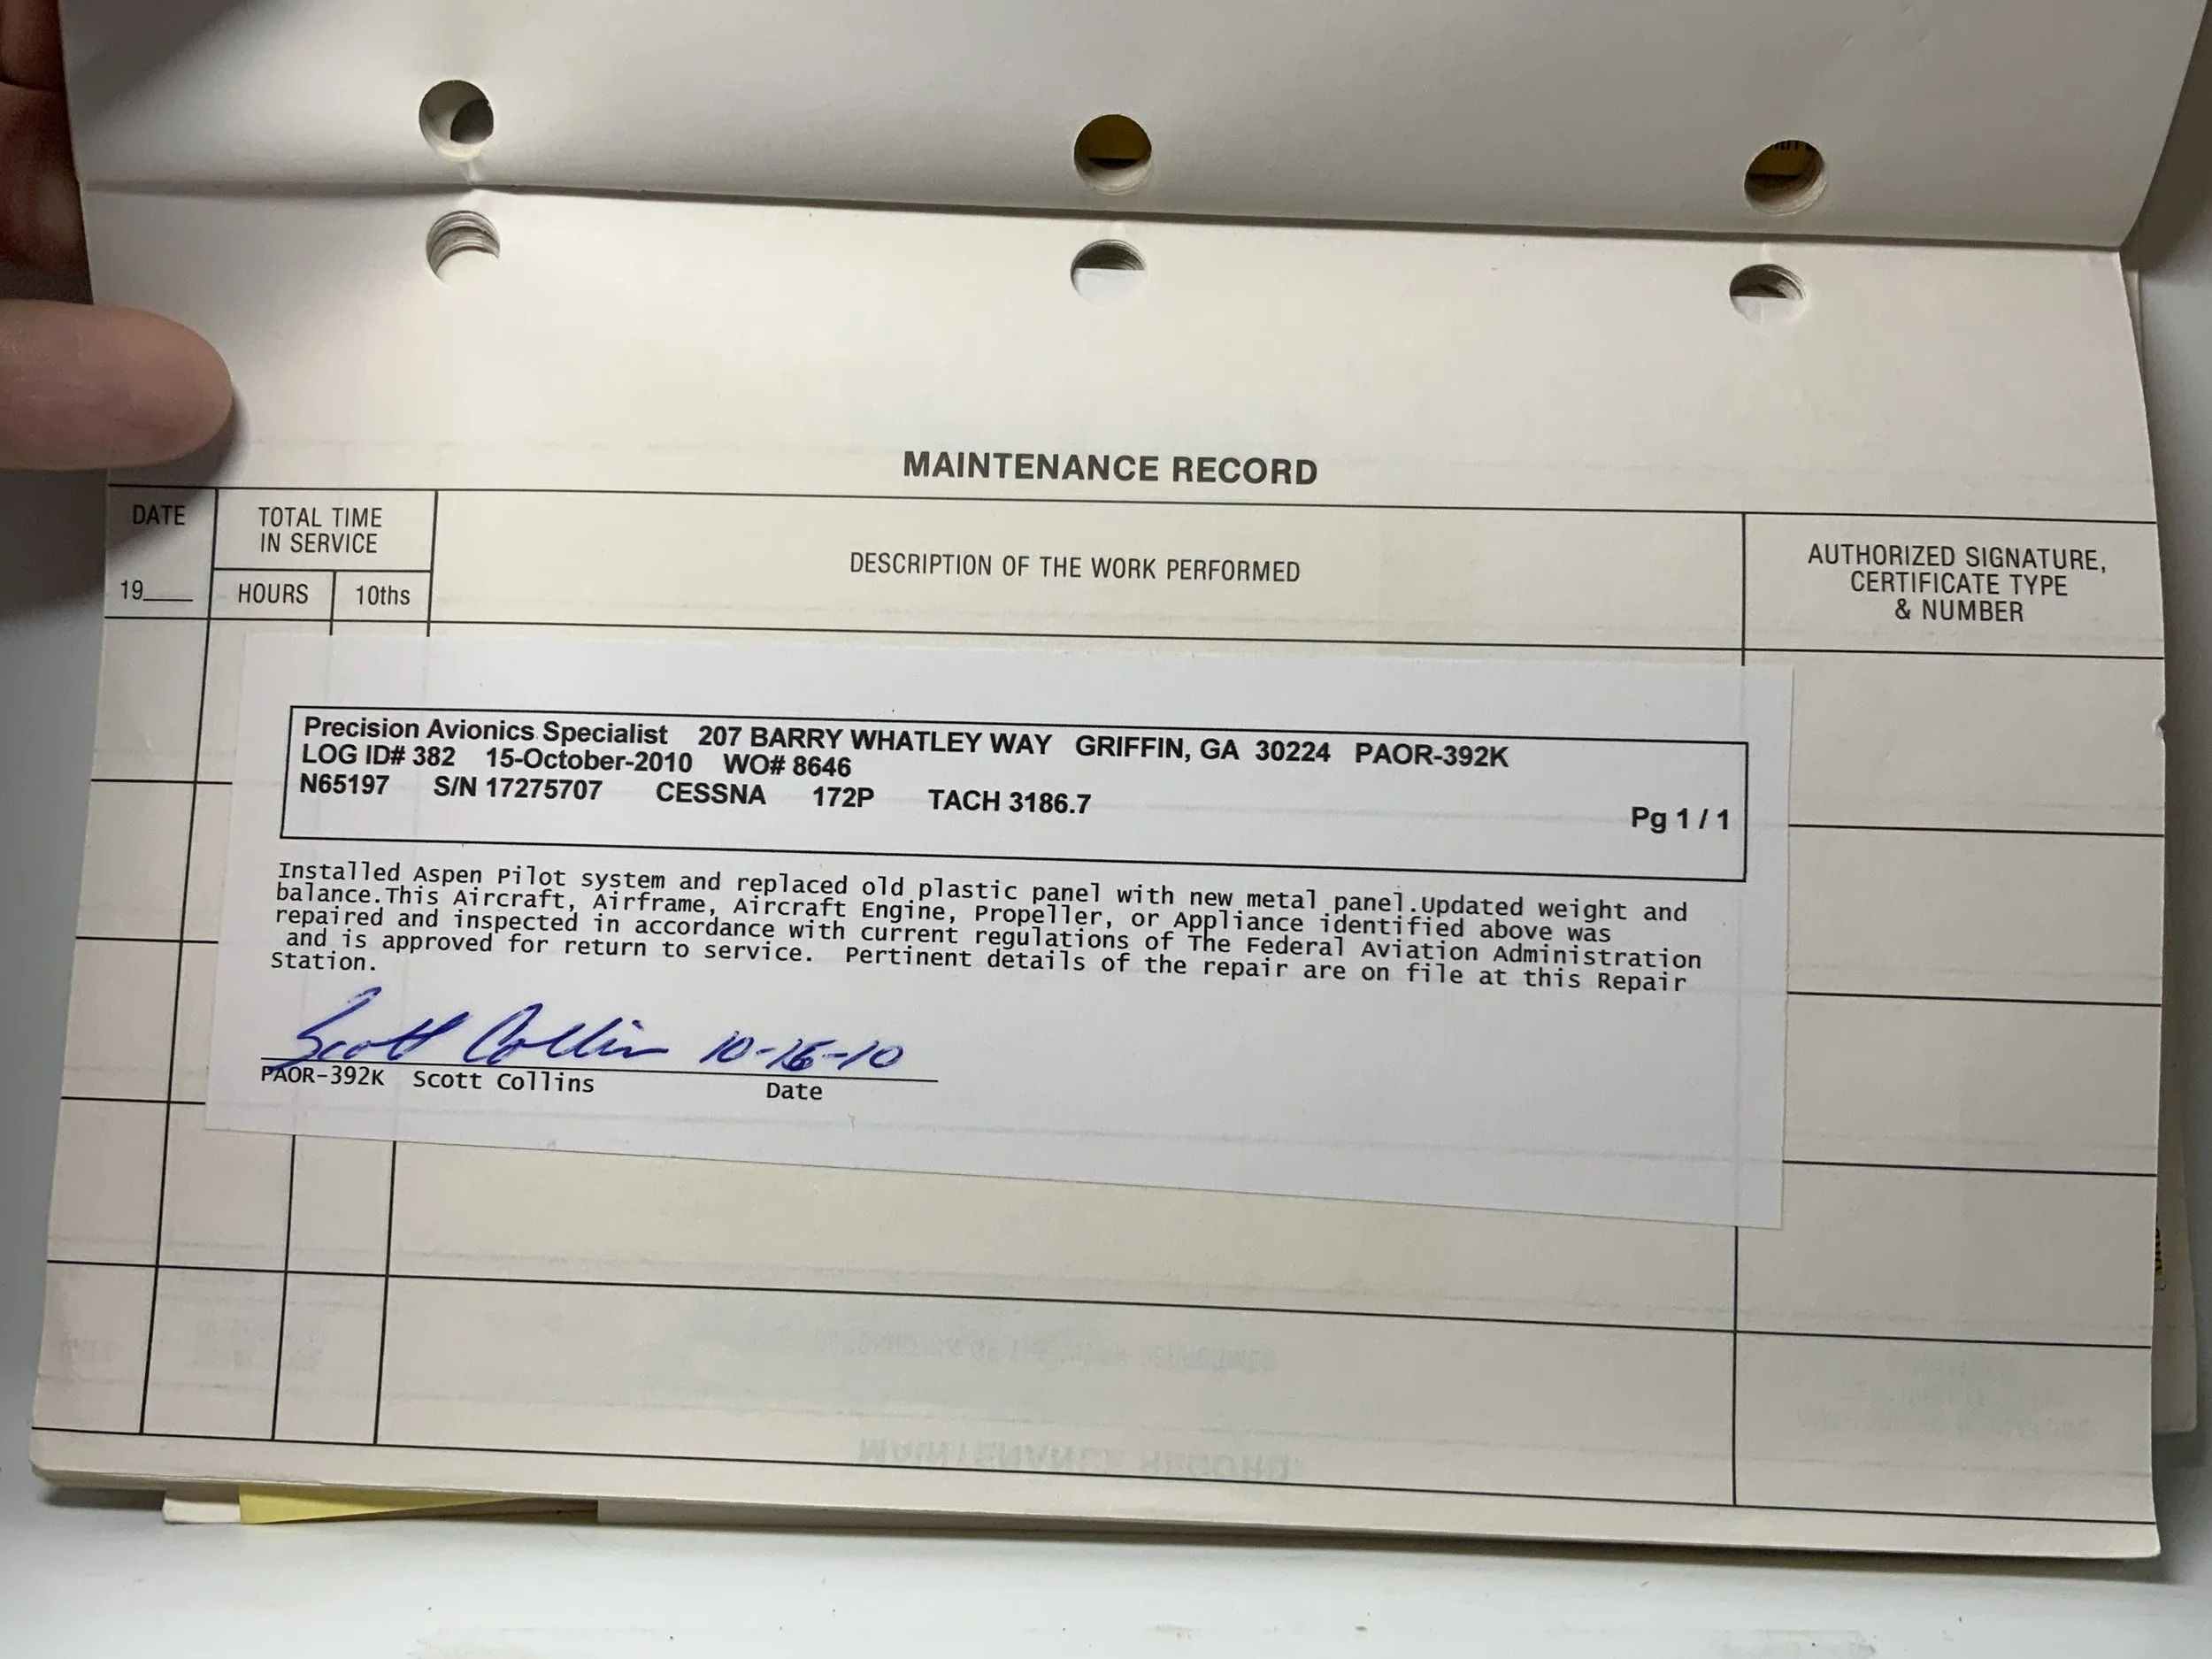 MAINTENANCE RECORD
DATE
19____
TOTAL TIME
IN SERVICE
HOURS
10ths
DESCRIPTION OF THE WORK PERFORMED
AUTHORIZED SIGNATURE,
CERTIFICATE TYPE
& NUMBER
Precision Avionics Specialist 207 BARRY WHATLEY WAY GRIFFIN, GA 30224 PAOR-392K
LOG ID# 382 15-October-2010 WO# 8646
N65197 S/N 17275707 CESSNA 172P TACH 3186.7
Pg 1 / 1
Installed Aspen Pilot system and replaced old plastic panel with new metal panel.Updated weight and
balance.This Aircraft, Airframe, Aircraft Engine, Propeller, or Appliance identified above was
repaired and inspected in accordance with current regulations of The Federal Aviation Administration
and is approved for return to service. Pertinent details of the repair are on file at this Repair
Station.
Scott Collins 10-16-10
PAOR-392K Scott Collins Date